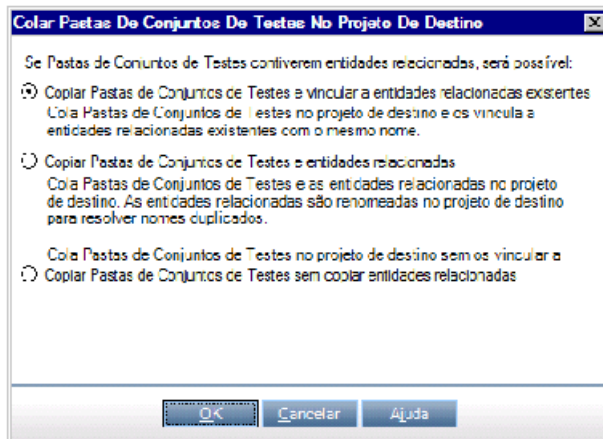 Colar Pastas De Conjuntos De Testes No Projeto De Destino
Se Pastas de Conjuntos de Testes contiverem entidades relacionadas, será possível:
Copiar Pastas de Conjuntos de Testes e vincular a entidades relacionadas existentes
Cola Pastas de Conjuntos de Testes no projeto de destino e os vincula a
entidades relacionadas existentes com o mesmo nome.
Copiar Pastas de Conjuntos de Testes e entidades relacionadas
Cola Pastas de Conjuntos de Testes e as entidades relacionadas no projeto
de destino. As entidades relacionadas são renomeadas no projeto de destino
para resolver nomes duplicados.
Cola Pastas de Conjuntos de Testes no projeto de destino sem os vincular a
Copiar Pastas de Conjuntos de Testes sem copiar entidades relacionadas
OK Cancelar Ajuda